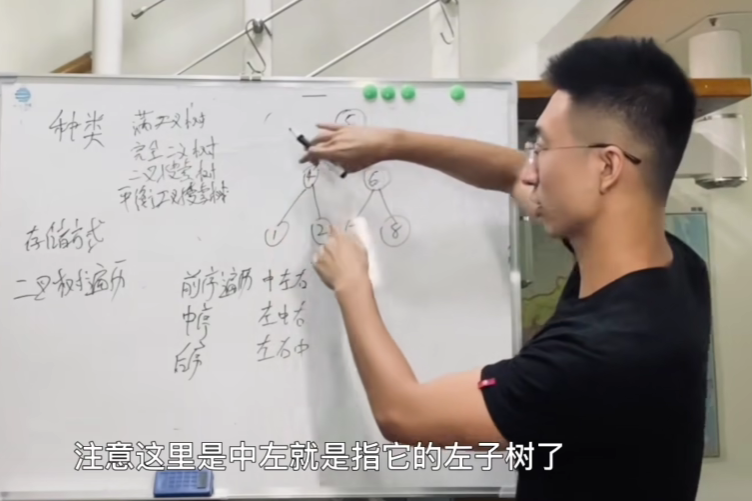 种类
满二叉树
完全二叉树
二叉搜索树
平衡二叉搜索树
存储方式
二叉树遍历
前序遍历 中左右
中序 左中右
后序 左右中
5
4 6
1 2 8
注意这里是中左就是指它的左子树了